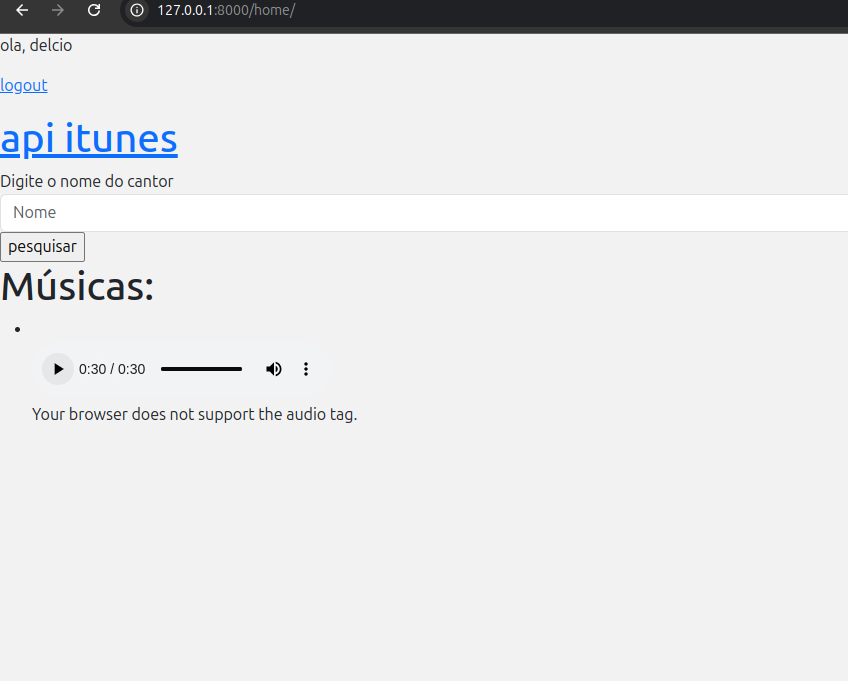 127.0.0.1:8000/home/
ola, delcio
logout
api itunes
Digite o nome do cantor
Nome
pesquisar
Músicas:
0:30 / 0:30
Your browser does not support the audio tag.